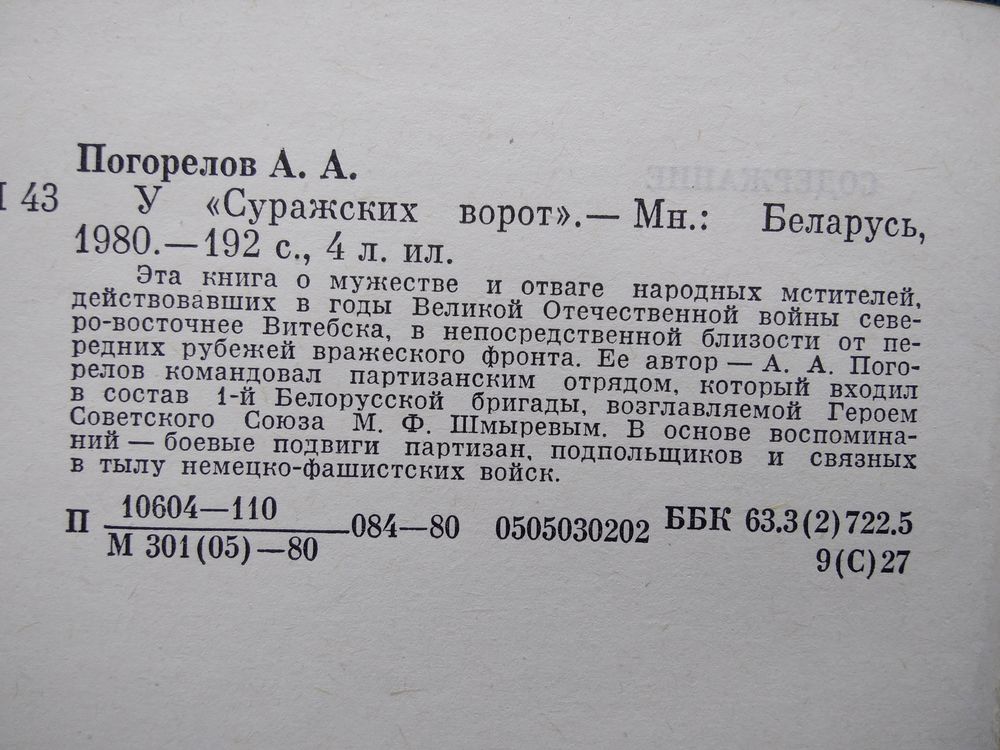 Погорелов А. А.
П 43 У «Суражских ворот».— Мн.: Беларусь,
1980.—192 с., 4 л. ил.
Эта книга о мужестве и отваге народных мстителей,
действовавших в годы Великой Отечественной войны севе-
ро-восточнее Витебска, в непосредственной близости от пе-
редних рубежей вражеского фронта. Ее автор — А. А. Пого-
релов командовал партизанским отрядом, который входил
в состав 1-й Белорусской бригады, возглавляемой Героем
Советского Союза М. Ф. Шмыревым. В основе воспомина-
ний — боевые подвиги партизан, подпольщиков и связных
в тылу немецко-фашистских войск.
П 10604—110
М 301(05)—80
084—80 0505030202 ББК 63.3(2)722.5
9(С)27
СОДЕРЖАНИЕ